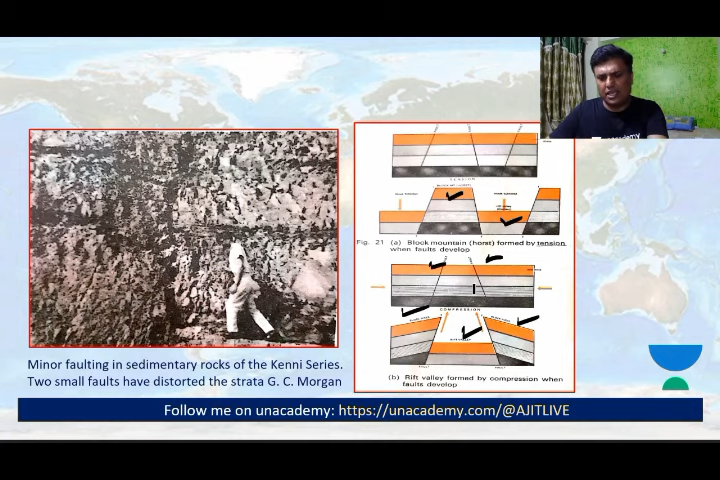 unacademy
TENSION
Fig. 21 (a) Block mountain (horst) formed by tension
when faults develop
COMPRESSION
(b) Rift valley formed by compression when
faults develop
Minor faulting in sedimentary rocks of the Kenni Series.
Two small faults have distorted the strata G. C. Morgan
Follow me on unacademy: https://unacademy.com/@AJITLIVE